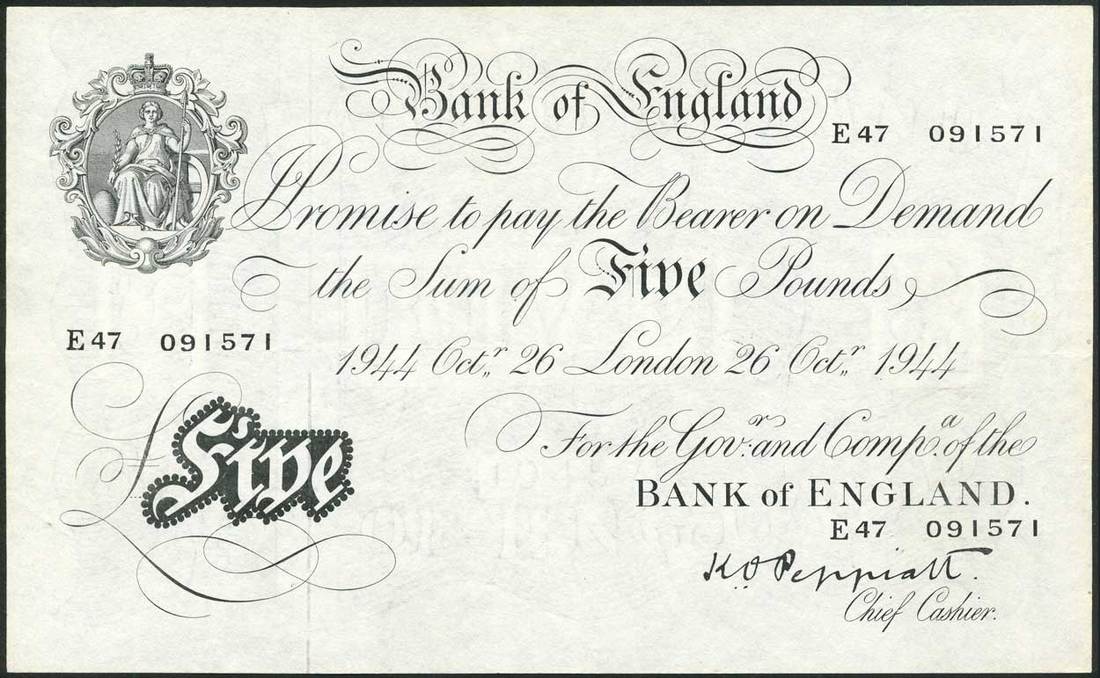 Bank of England
E47 091571
I Promise to pay the Bearer on Demand
the Sum of Five Pounds
E47 091571
1944 Octr. 26 London 26 Octr. 1944
For the Govr. and Compa. of the
BANK of ENGLAND.
£Five
E47 091571
K O Peppiatt.
Chief Cashier.